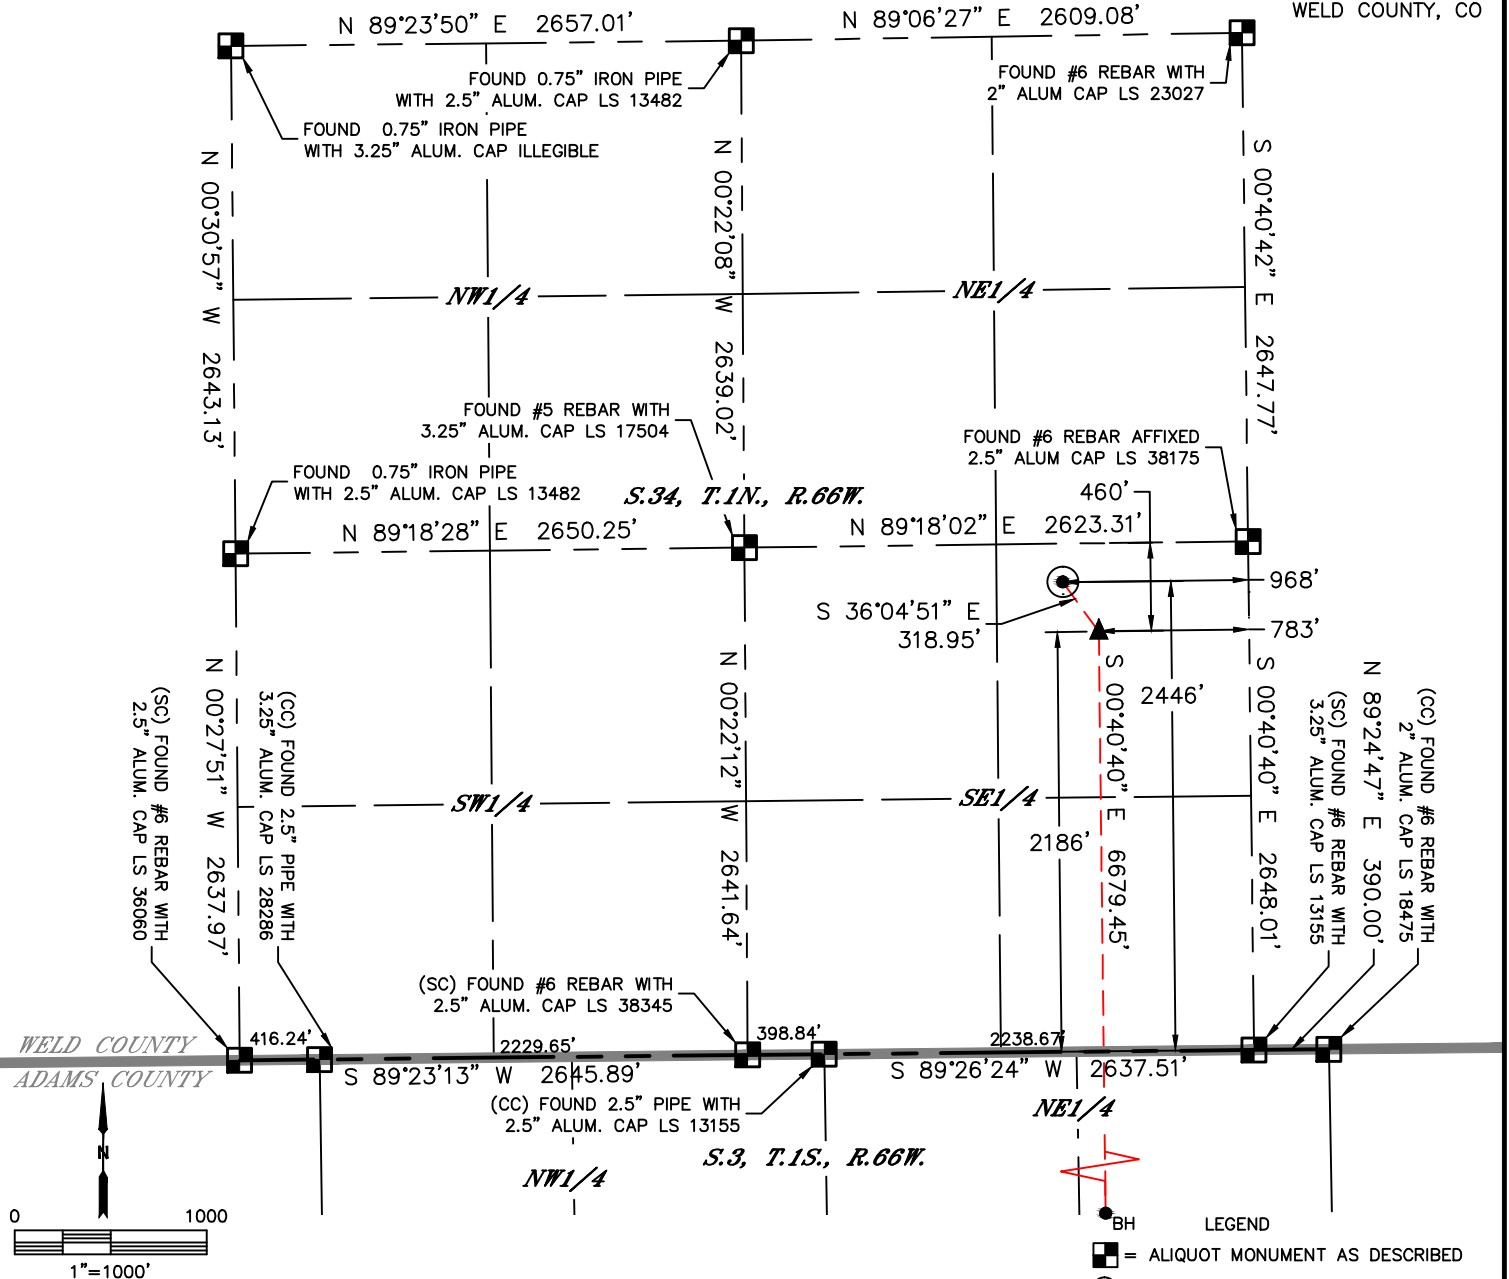 WELD COUNTY, CO
N 89°23'50" E 2657.01'
N 89°06'27" E 2609.08'
FOUND 0.75" IRON PIPE
WITH 2.5" ALUM. CAP LS 13482
FOUND #6 REBAR WITH
2" ALUM CAP LS 23027
FOUND 0.75" IRON PIPE
WITH 3.25" ALUM. CAP ILLEGIBLE
N 00°30'57" W 2643.13'
N 00°22'08" W 2639.02'
S 00°40'42" E 2647.77'
NW1/4
NE1/4
FOUND #5 REBAR WITH
3.25" ALUM. CAP LS 17504
FOUND #6 REBAR AFFIXED
2.5" ALUM CAP LS 38175
FOUND 0.75" IRON PIPE
WITH 2.5" ALUM. CAP LS 13482
S.34, T.1N., R.66W.
460'
N 89°18'28" E 2650.25'
N 89°18'02" E 2623.31'
968'
S 36°04'51" E
318.95'
783'
2446'
N 00°27'51" W 2637.97'
N 00°22'12" W 2641.64'
S 00°40'40" E 6679.45'
S 00°40'40" E 2648.01'
N 89°24'47" E 390.00'
(SC) FOUND #6 REBAR WITH
2.5" ALUM. CAP LS 36060
(CC) FOUND 2.5" PIPE WITH
3.25" ALUM. CAP LS 28286
(SC) FOUND #6 REBAR WITH
3.25" ALUM. CAP LS 13155
(CC) FOUND #6 REBAR WITH
2" ALUM. CAP LS 18475
SW1/4
SE1/4
2186'
(SC) FOUND #6 REBAR WITH
2.5" ALUM. CAP LS 38345
WELD COUNTY
416.24'
2229.65'
398.84'
2238.67'
ADAMS COUNTY
S 89°23'13" W 2645.89'
S 89°26'24" W 2637.51'
(CC) FOUND 2.5" PIPE WITH
2.5" ALUM. CAP LS 13155
NE1/4
S.3, T.1S., R.66W.
NW1/4
N
0 1000
1"=1000'
BH
LEGEND
= ALIQUOT MONUMENT AS DESCRIBED